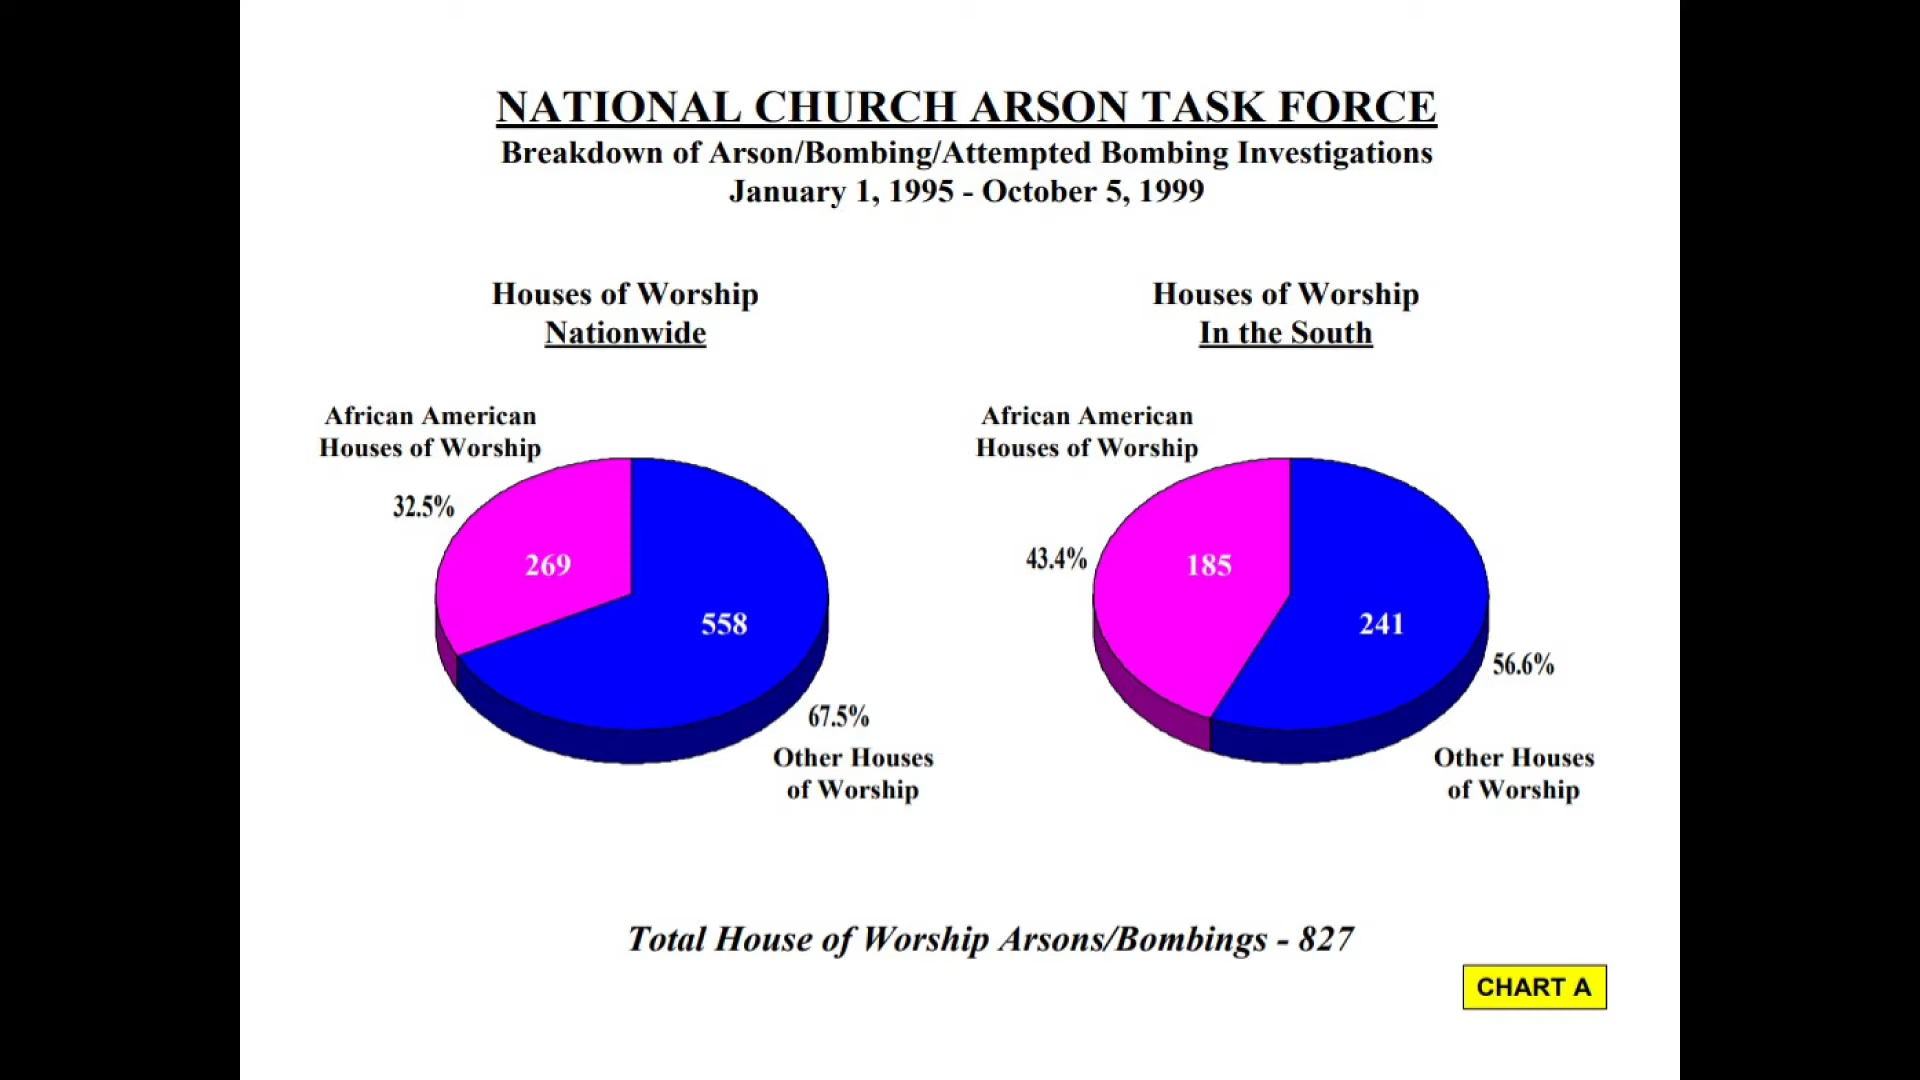 NATIONAL CHURCH ARSON TASK FORCE
Breakdown of Arson/Bombing/Attempted Bombing Investigations
January 1, 1995 - October 5, 1999
Houses of Worship
Nationwide
African American
Houses of Worship
32.5%
269
558
67.5%
Other Houses
of Worship
Houses of Worship
In the South
African American
Houses of Worship
43.4%
185
241
56.6%
Other Houses
of Worship
Total House of Worship Arsons/Bombings - 827
CHART A